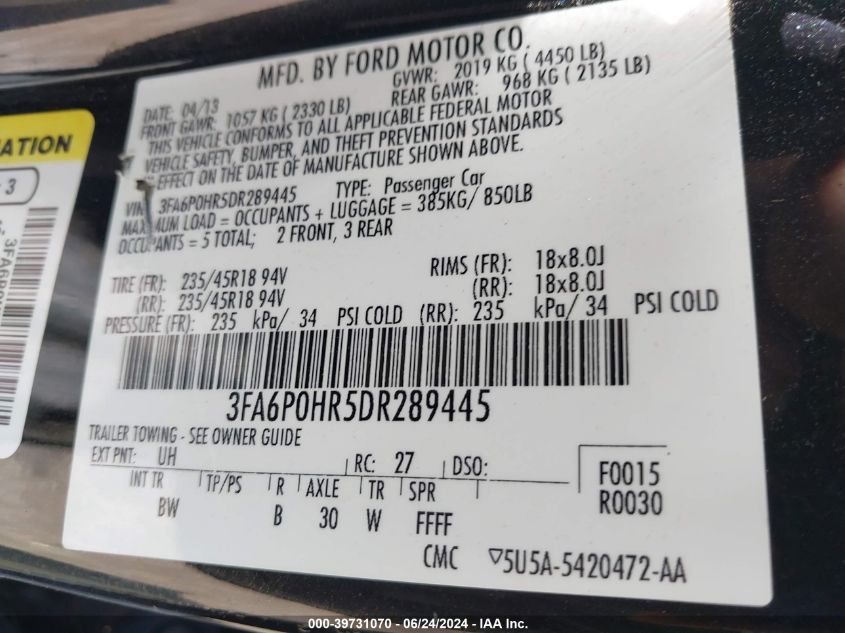 MFD. BY FORD MOTOR CO.
DATE: 04/13 GVWR: 2019 KG ( 4450 LB)
FRONT GAWR: 1057 KG ( 2330 LB) REAR GAWR: 968 KG ( 2135 LB)
THIS VEHICLE CONFORMS TO ALL APPLICABLE FEDERAL MOTOR
VEHICLE SAFETY, BUMPER, AND THEFT PREVENTION STANDARDS
EFFECT ON THE DATE OF MANUFACTURE SHOWN ABOVE.
VIN: 3FA6P0HR5DR289445 TYPE: Passenger Car
MAXIMUM LOAD = OCCUPANTS + LUGGAGE = 385KG/ 850LB
OCCUPANTS = 5 TOTAL; 2 FRONT, 3 REAR
TIRE (FR): 235/45R18 94V RIMS (FR): 18x8.0J
(RR): 235/45R18 94V (RR): 18x8.0J
PRESSURE (FR): 235 kPa/ 34 PSI COLD (RR): 235 kPa/ 34 PSI COLD
3FA6P0HR5DR289445
TRAILER TOWING - SEE OWNER GUIDE
EXT PNT: UH RC: 27 DSO:
INT TR TP/PS R AXLE TR SPR
BW B 30 W FFFF
F0015
R0030
CMC ▽5U5A-5420472-AA
3
000-39731070 - 06/24/2024 - IAA Inc.